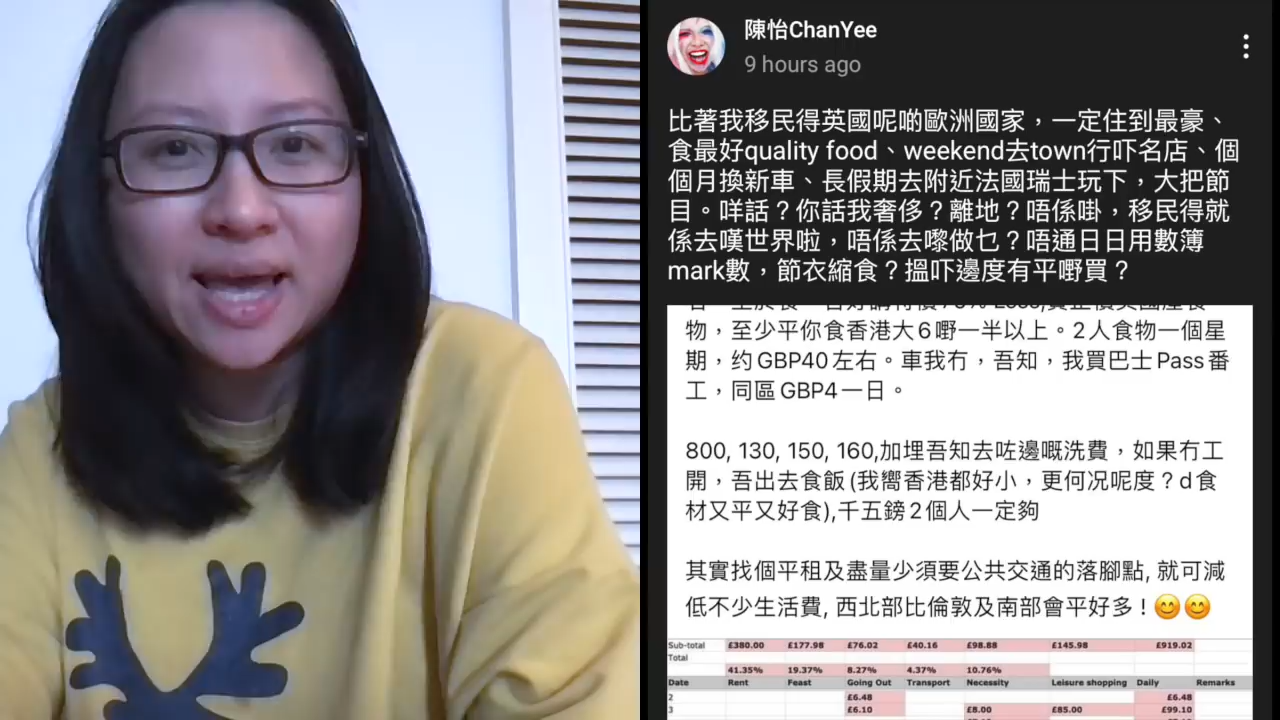 陳怡ChanYee
9 hours ago
比著我移民得英國呢啲歐洲國家，一定住到最豪、
食最好quality food、weekend去town行吓名店、個
個月換新車、長假期去附近法國瑞士玩下，大把節
目。咩話？你話我奢侈？離地？唔係啩，移民得就
係去嘆世界啦，唔係去嚟做乜？唔通日日用數簿
mark數，節衣縮食？搵吓邊度有平嘢買？
物，至少平你食香港大6嘢一半以上。2人食物一個星
期，约GBP40左右。車我冇，吾知，我買巴士Pass番
工，同區GBP4一日。
800, 130, 150, 160,加埋吾知去咗邊嘅洗費，如果冇工
開，吾出去食飯(我嚮香港都好小，更何况呢度？d食
材又平又好食),千五鎊2個人一定夠
其實找個平租及盡量少須要公共交通的落腳點, 就可減
低不少生活費, 西北部比倫敦及南部會平好多！😊😊
Sub-total £380.00 £177.98 £76.02 £40.16 £98.88 £145.98 £919.02
Total
41.35% 19.37% 8.27% 4.37% 10.76%
Date Rent Feast Going Out Transport Necessity Leisure shopping Daily Remarks
2 £6.48 £6.48
3 £6.10 £8.00 £85.00 £99.10